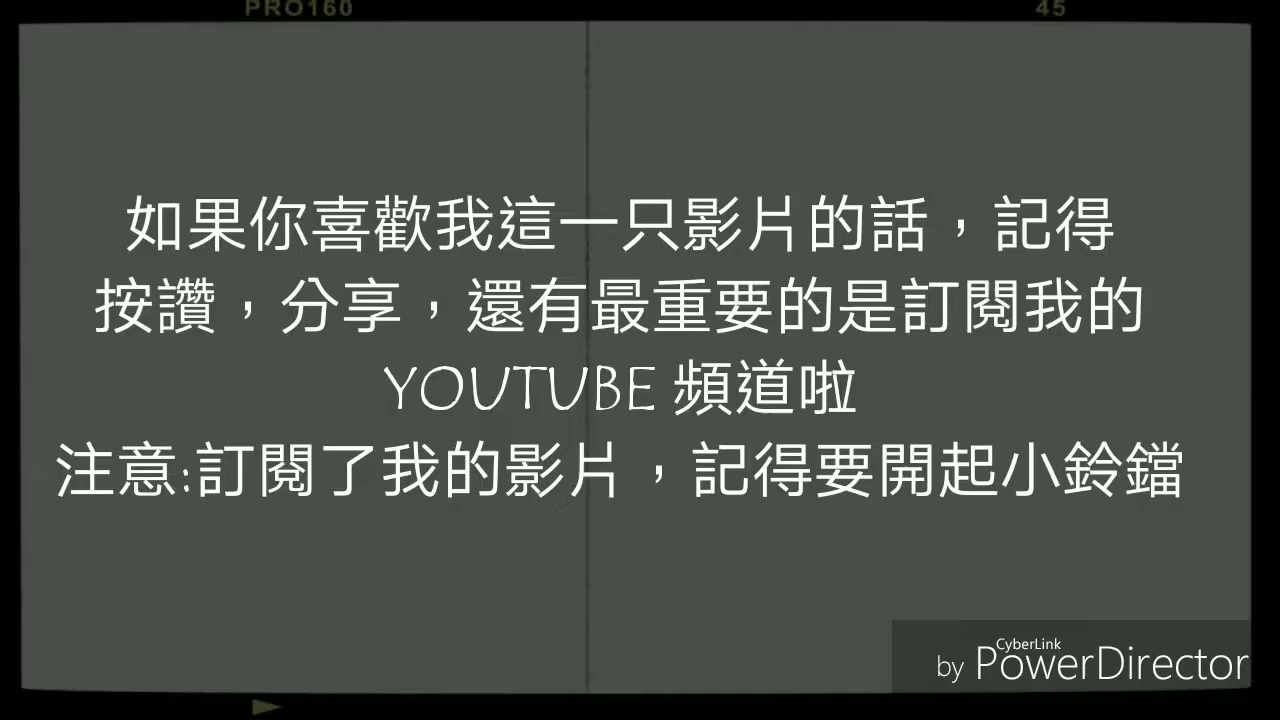 PRO160 45
如果你喜歡我這一只影片的話，記得
按讚，分享，還有最重要的是訂閱我的
YOUTUBE 頻道啦
注意:訂閱了我的影片，記得要開起小鈴鐺
CyberLink
by PowerDirector